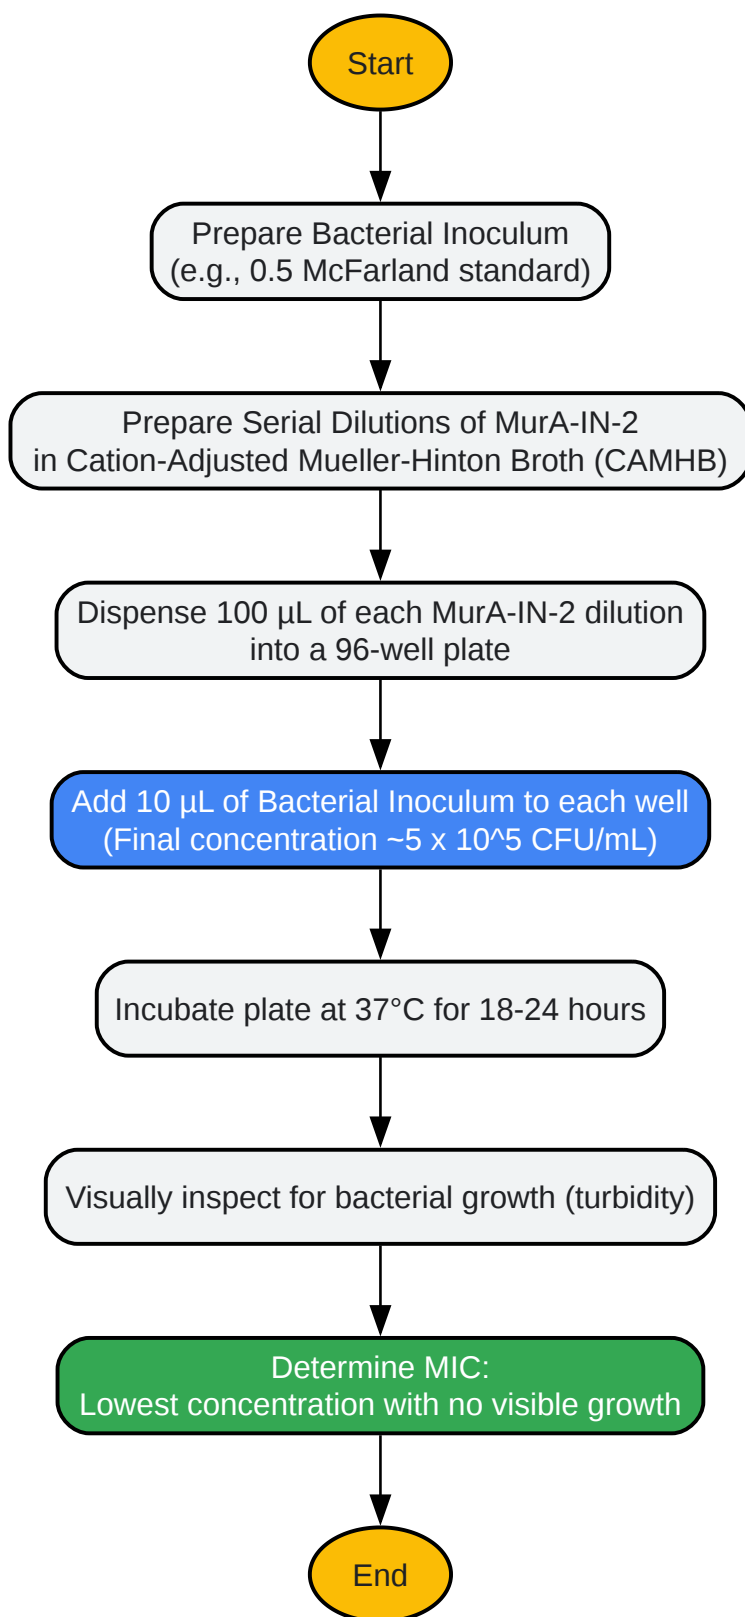 Start
Prepare Bacterial Inoculum
(e.g., 0.5 McFarland standard)
Prepare Serial Dilutions of MurA-IN-2
in Cation-Adjusted Mueller-Hinton Broth (CAMHB)
Dispense 100 µL of each MurA-IN-2 dilution
into a 96-well plate
Add 10 µL of Bacterial Inoculum to each well
(Final concentration ~5 x 10^5 CFU/mL)
Incubate plate at 37°C for 18-24 hours
Visually inspect for bacterial growth (turbidity)
Determine MIC:
Lowest concentration with no visible growth
End